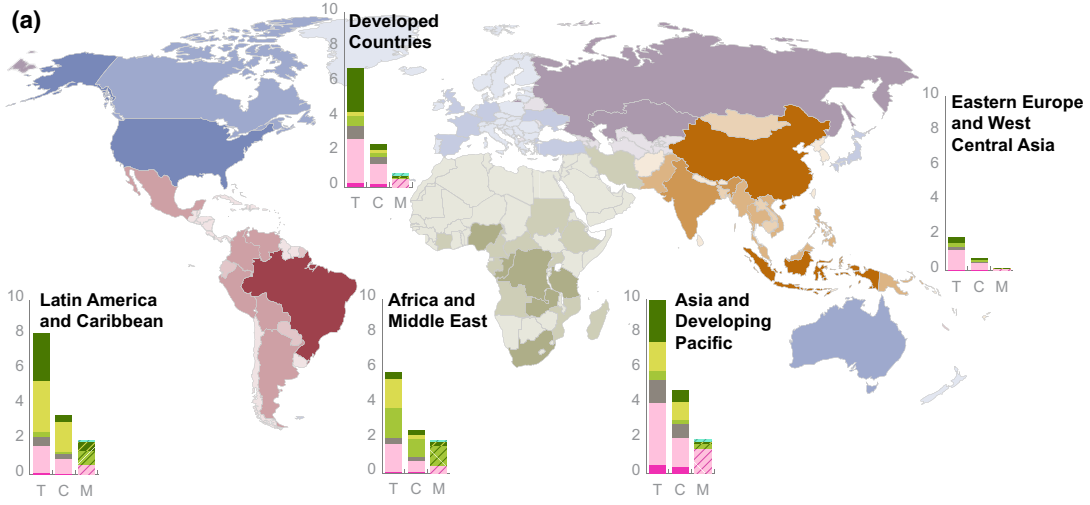 (a)
Developed
Countries
10
8
6
4
2
0
T C M
Eastern Europe
and West
Central Asia
10
8
6
4
2
0
T C M
Latin America
and Caribbean
10
8
6
4
2
0
T C M
Africa and
Middle East
10
8
6
4
2
0
T C M
Asia and
Developing
Pacific
10
8
6
4
2
0
T C M